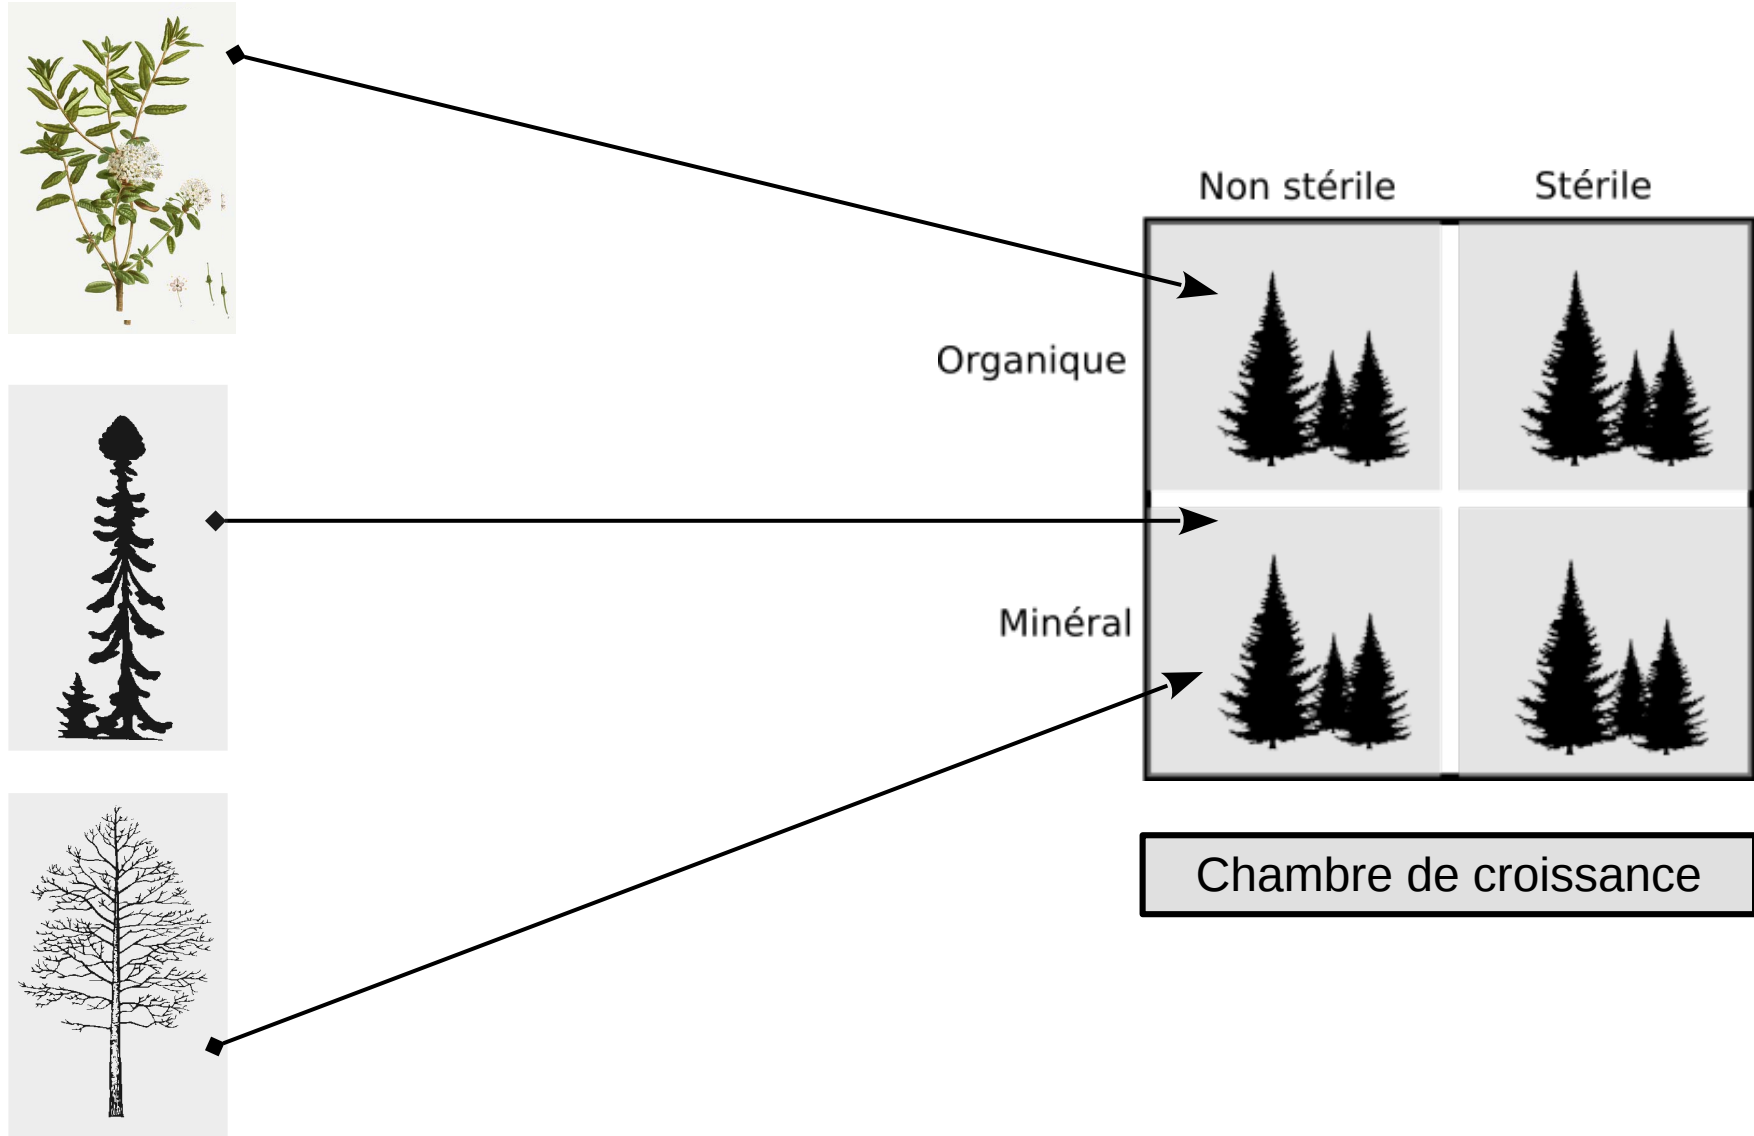 Non stérile
Stérile
Organique
Minéral
Chambre de croissance